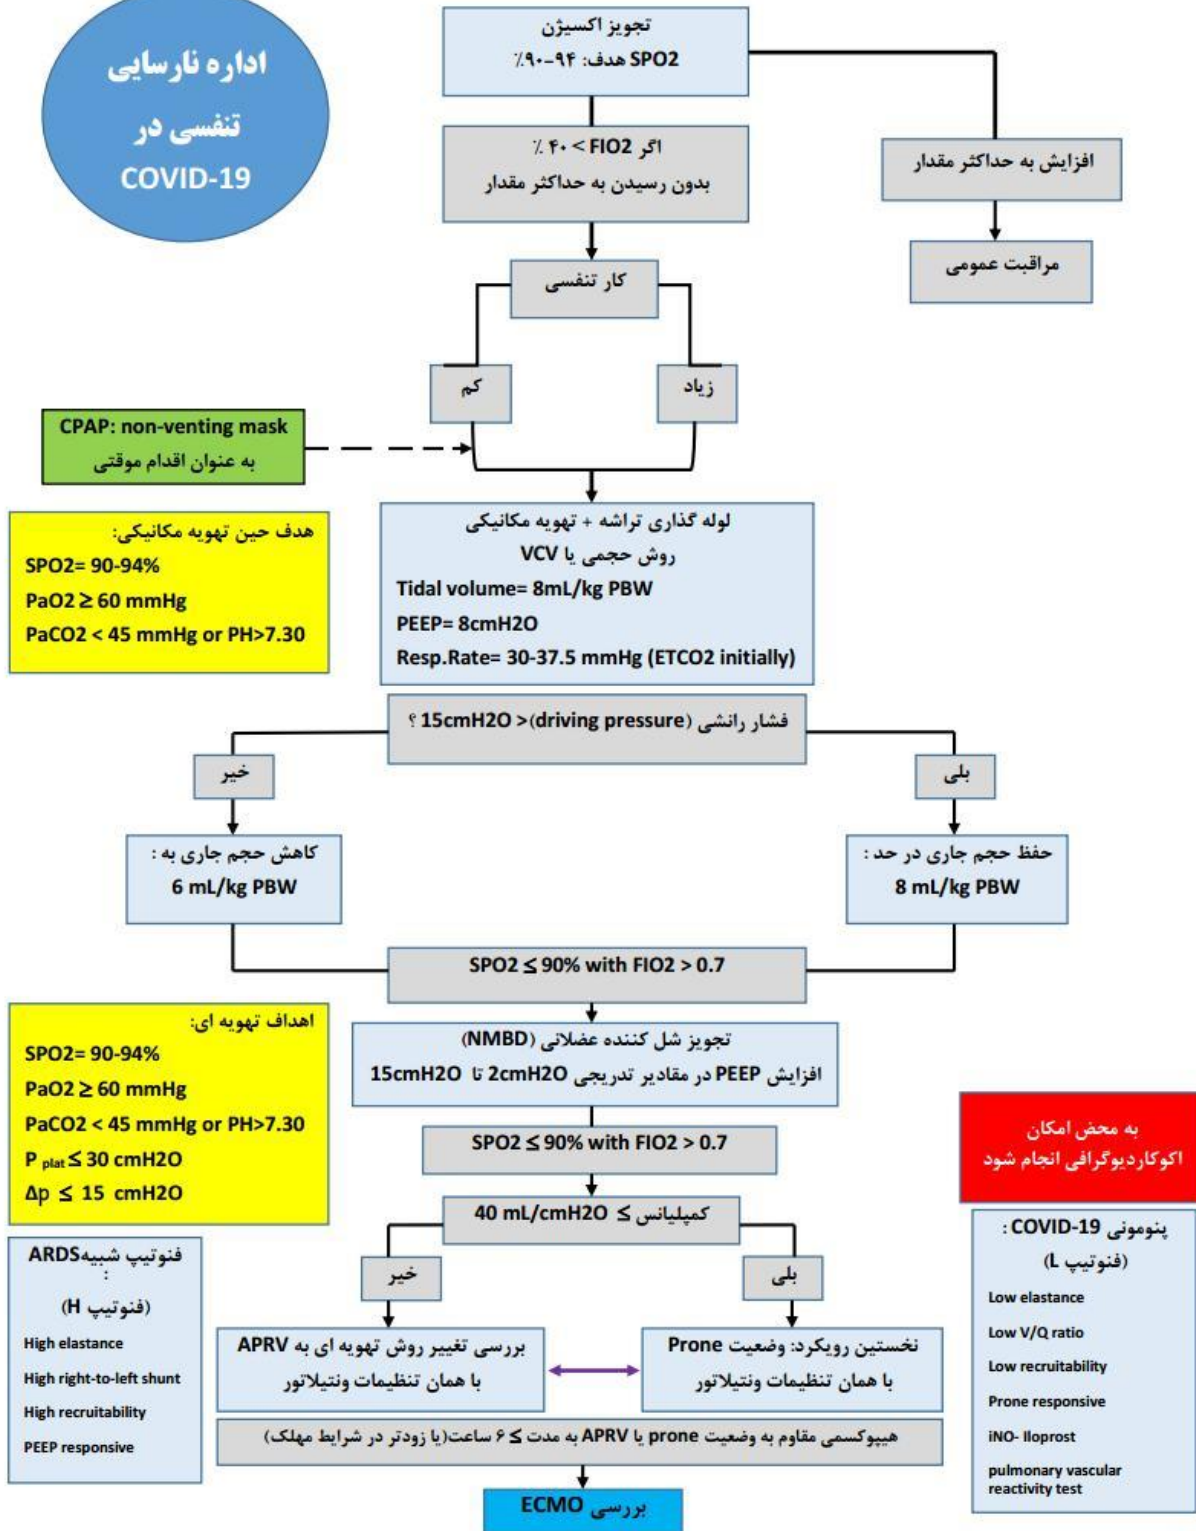 اداره نارسایی
تنفسی در
COVID-19
تجویز اکسیژن
SPO2 هدف: ۹۴-۹۰٪
اگر FIO2 > ۴۰ ٪
بدون رسیدن به حداکثر مقدار
افزایش به حداکثر مقدار
مراقبت عمومی
کار تنفسی
کم
زیاد
CPAP: non-venting mask
به عنوان اقدام موقتی
هدف حین تهویه مکانیکی:
SPO2= 90-94%
PaO2 ≥ 60 mmHg
PaCO2 < 45 mmHg or PH>7.30
لوله گذاری تراشه + تهویه مکانیکی
روش حجمی یا VCV
Tidal volume= 8mL/kg PBW
PEEP= 8cmH2O
Resp.Rate= 30-37.5 mmHg (ETCO2 initially)
فشار رانشی (driving pressure)<15cmH2O ؟
خیر
بلی
کاهش حجم جاری به :
6 mL/kg PBW
حفظ حجم جاری در حد :
8 mL/kg PBW
SPO2 ≤ 90% with FIO2 > 0.7
اهداف تهویه ای:
SPO2= 90-94%
PaO2 ≥ 60 mmHg
PaCO2 < 45 mmHg or PH>7.30
P plat ≤ 30 cmH2O
Δp ≤ 15 cmH2O
تجویز شل کننده عضلانی (NMBD)
افزایش PEEP در مقادیر تدریجی 2cmH2O تا 15cmH2O
SPO2 ≤ 90% with FIO2 > 0.7
به محض امکان
اکوکاردیوگرافی انجام شود
کمپلیانس ≥ 40 mL/cmH2O
خیر
بلی
فنوتیپ شبیهARDS
:
(فنوتیپ H)
High elastance
High right-to-left shunt
High recruitability
PEEP responsive
بررسی تغییر روش تهویه ای به APRV
با همان تنظیمات ونتیلاتور
نخستین رویکرد: وضعیت Prone
با همان تنظیمات ونتیلاتور
پنومونی COVID-19 :
(فنوتیپ L)
Low elastance
Low V/Q ratio
Low recruitability
Prone responsive
iNO- Iloprost
pulmonary vascular
reactivity test
هیپوکسمی مقاوم به وضعیت prone یا APRV به مدت ≥ ۶ ساعت(یا زودتر در شرایط مهلک)
بررسی ECMO